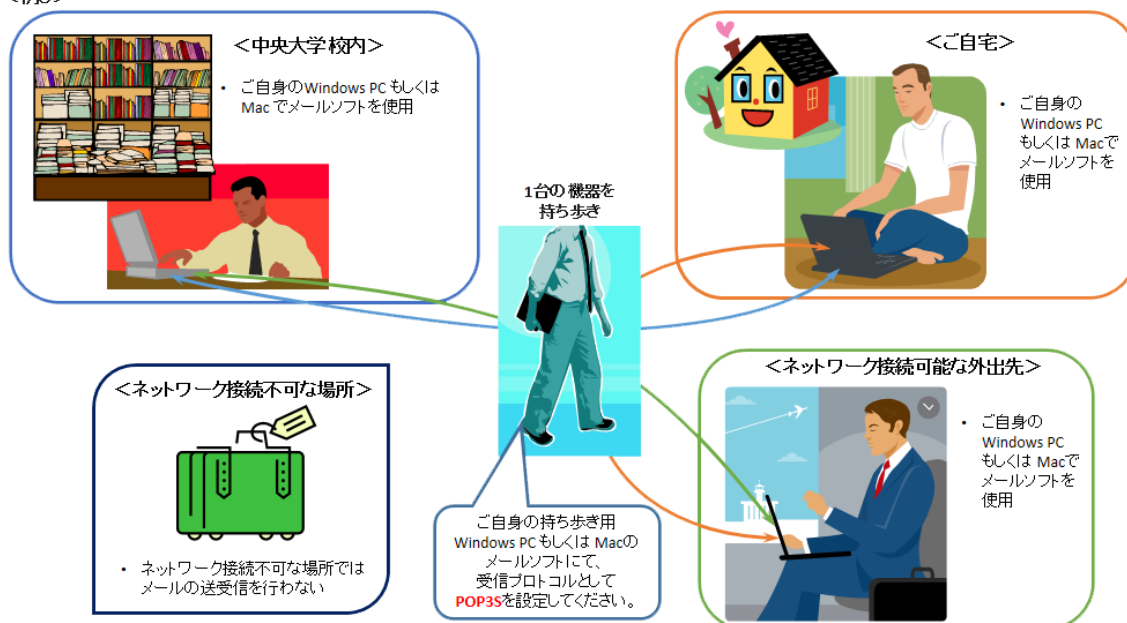 <中央大学校内>
・ ご自身のWindows PC もしくは
Mac でメールソフトを使用
<ご自宅>
・ ご自身の
Windows PC
もしくは Macで
メールソフトを
使用
1台の機器を
持ち歩き
<ネットワーク接続不可な場所>
・ ネットワーク接続不可な場所では
メールの送受信を行わない
ご自身の持ち歩き用
Windows PCもしくは Macの
メールソフトにて、
受信プロトコルとして
POP3Sを設定してください。
<ネットワーク接続可能な外出先>
・ ご自身の
Windows PC
もしくは Macで
メールソフトを
使用